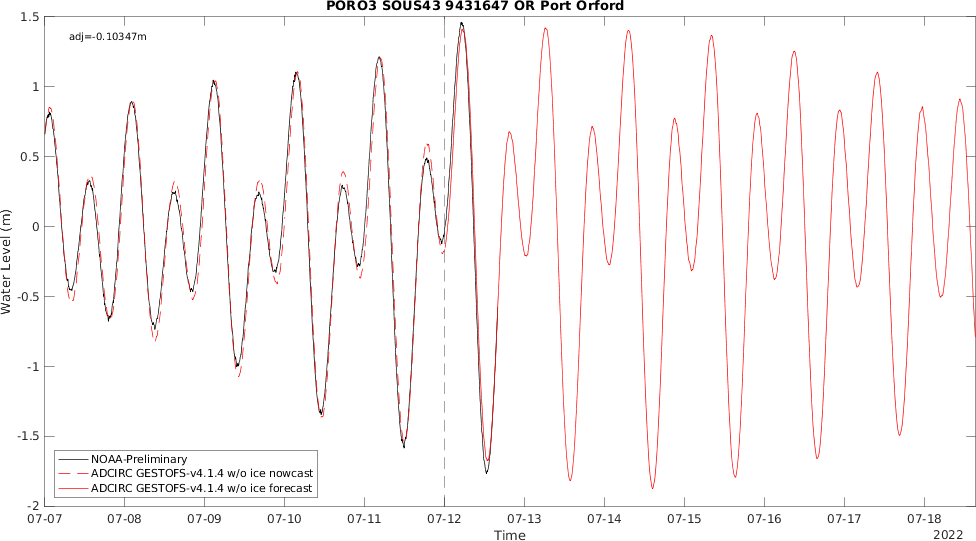 PORO3 SOUS43 9431647 OR Port Orford
adj=-0.10347m
1.5
1
0.5
0
-0.5
-1
-1.5
-2
Water Level (m)
NOAA-Preliminary
ADCIRC GESTOFS-v4.1.4 w/o ice nowcast
ADCIRC GESTOFS-v4.1.4 w/o ice forecast
07-07 07-08 07-09 07-10 07-11 07-12 07-13 07-14 07-15 07-16 07-17 07-18
Time
2022